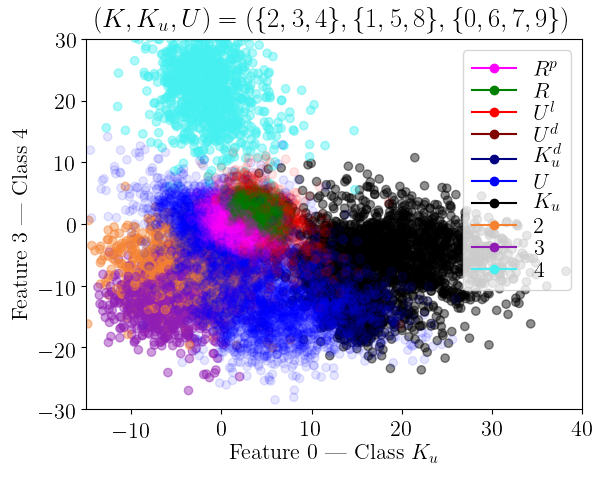 (K, K_u, U) = ({2, 3, 4}, {1, 5, 8}, {0, 6, 7, 9})
30
20
10
0
−10
−20
−30
Feature 3 — Class 4
R^p
R
U^l
U^d
K_u^d
U
K_u
2
3
4
−10
0
10
20
30
40
Feature 0 — Class K_u